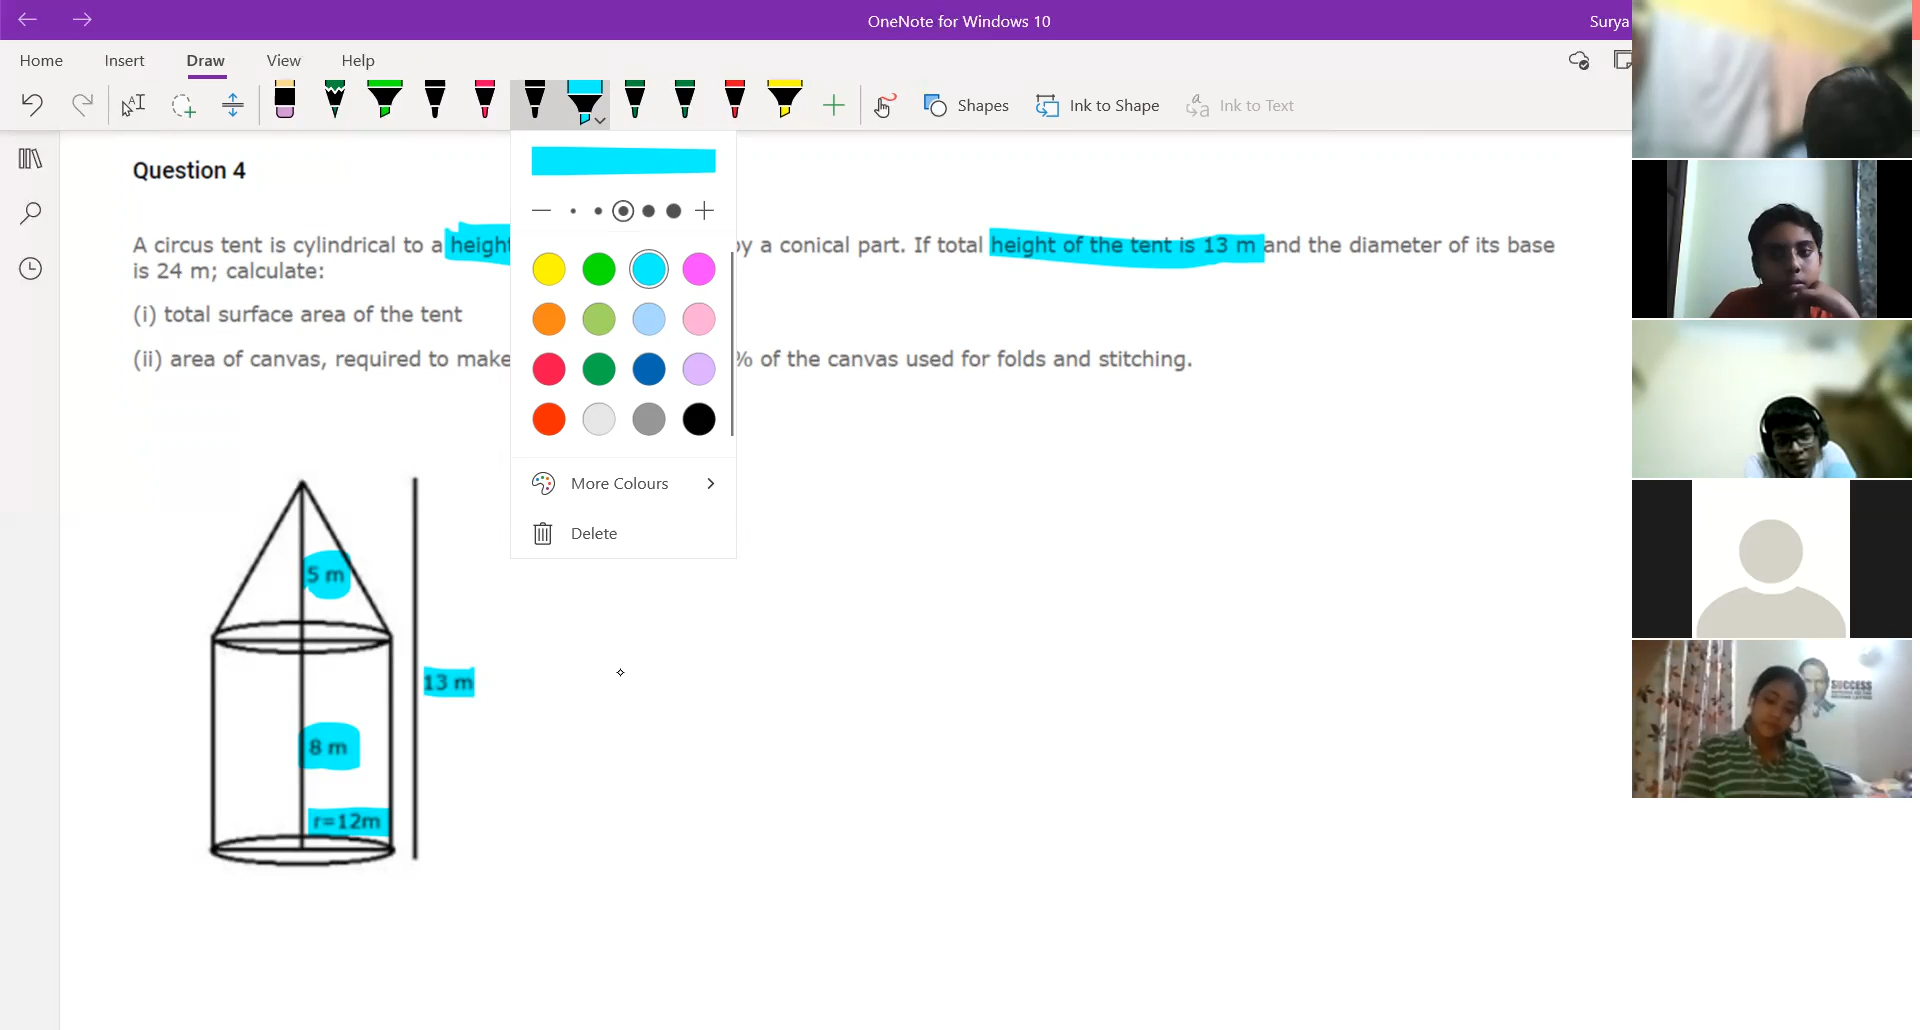 OneNote for Windows 10
Surya
Home Insert Draw View Help
Shapes Ink to Shape Ink to Text
Question 4
A circus tent is cylindrical to a height by a conical part. If total height of the tent is 13 m and the diameter of its base
is 24 m; calculate:
(i) total surface area of the tent
(ii) area of canvas, required to make % of the canvas used for folds and stitching.
More Colours
Delete
5 m
13 m
8 m
r=12m
SUCCESS